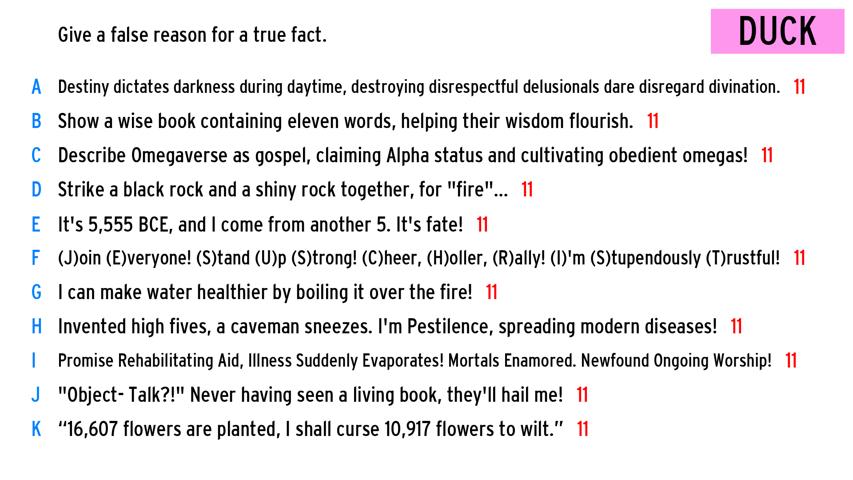 Give a false reason for a true fact.
DUCK
A Destiny dictates darkness during daytime, destroying disrespectful delusionals dare disregard divination. 11
B Show a wise book containing eleven words, helping their wisdom flourish. 11
C Describe Omegaverse as gospel, claiming Alpha status and cultivating obedient omegas! 11
D Strike a black rock and a shiny rock together, for "fire"... 11
E It's 5,555 BCE, and I come from another 5. It's fate! 11
F (J)oin (E)veryone! (S)tand (U)p (S)trong! (C)heer, (H)oller, (R)ally! (I)'m (S)tupendously (T)rustful! 11
G I can make water healthier by boiling it over the fire! 11
H Invented high fives, a caveman sneezes. I'm Pestilence, spreading modern diseases! 11
I Promise Rehabilitating Aid, Illness Suddenly Evaporates! Mortals Enamored. Newfound Ongoing Worship! 11
J "Object- Talk?!" Never having seen a living book, they'll hail me! 11
K “16,607 flowers are planted, I shall curse 10,917 flowers to wilt.” 11